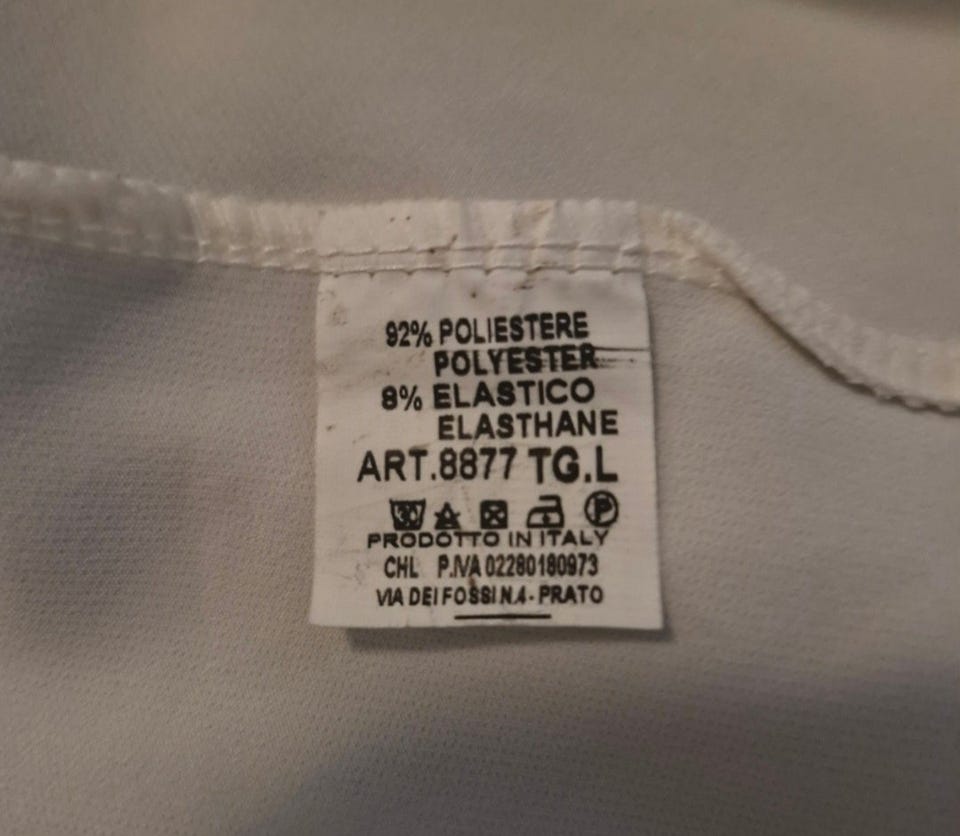 92% POLIESTERE
POLYESTER
8% ELASTICO
ELASTHANE
ART.8877 TG.L
30 P
PRODOTTO IN ITALY
CHL P.IVA 02280180973
VIA DEI FOSSI N.4 - PRATO